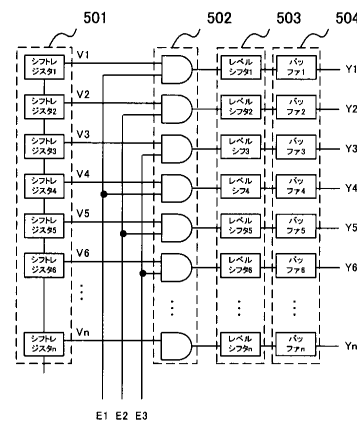 501
502
503
504
シフトレ
ジスタ1
V1
レベル
シフタ1
バッ
ファ1
Y1
シフトレ
ジスタ2
V2
レベル
シフタ2
バッ
ファ2
Y2
シフトレ
ジスタ3
V3
レベル
シフ3
バッ
ファ3
Y3
シフトレ
ジスタ4
V4
レベル
シフ4
バッ
ファ4
Y4
シフトレ
ジスタ5
V5
レベル
シフタ5
バッ
ファ5
Y5
シフトレ
ジスタ6
V6
レベル
シフタ6
バッ
ファ6
Y6
シフトレ
ジスタn
Vn
レベル
シフタn
バッ
ファn
Yn
E1 E2 E3